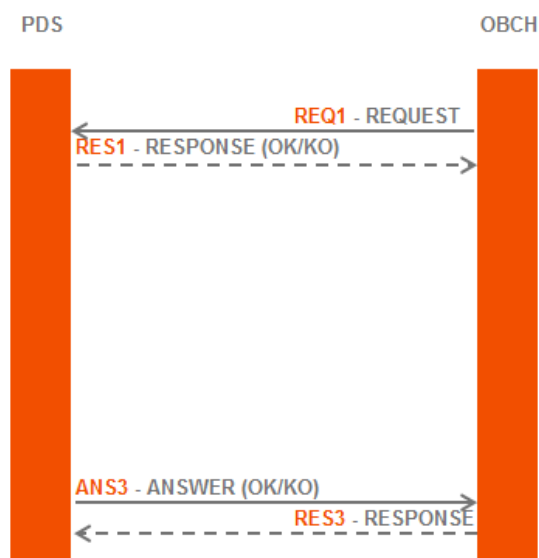 PDS
OBCH
REQ1 - REQUEST
RES1 - RESPONSE (OK/KO)
ANS3 - ANSWER (OK/KO)
RES3 - RESPONSE